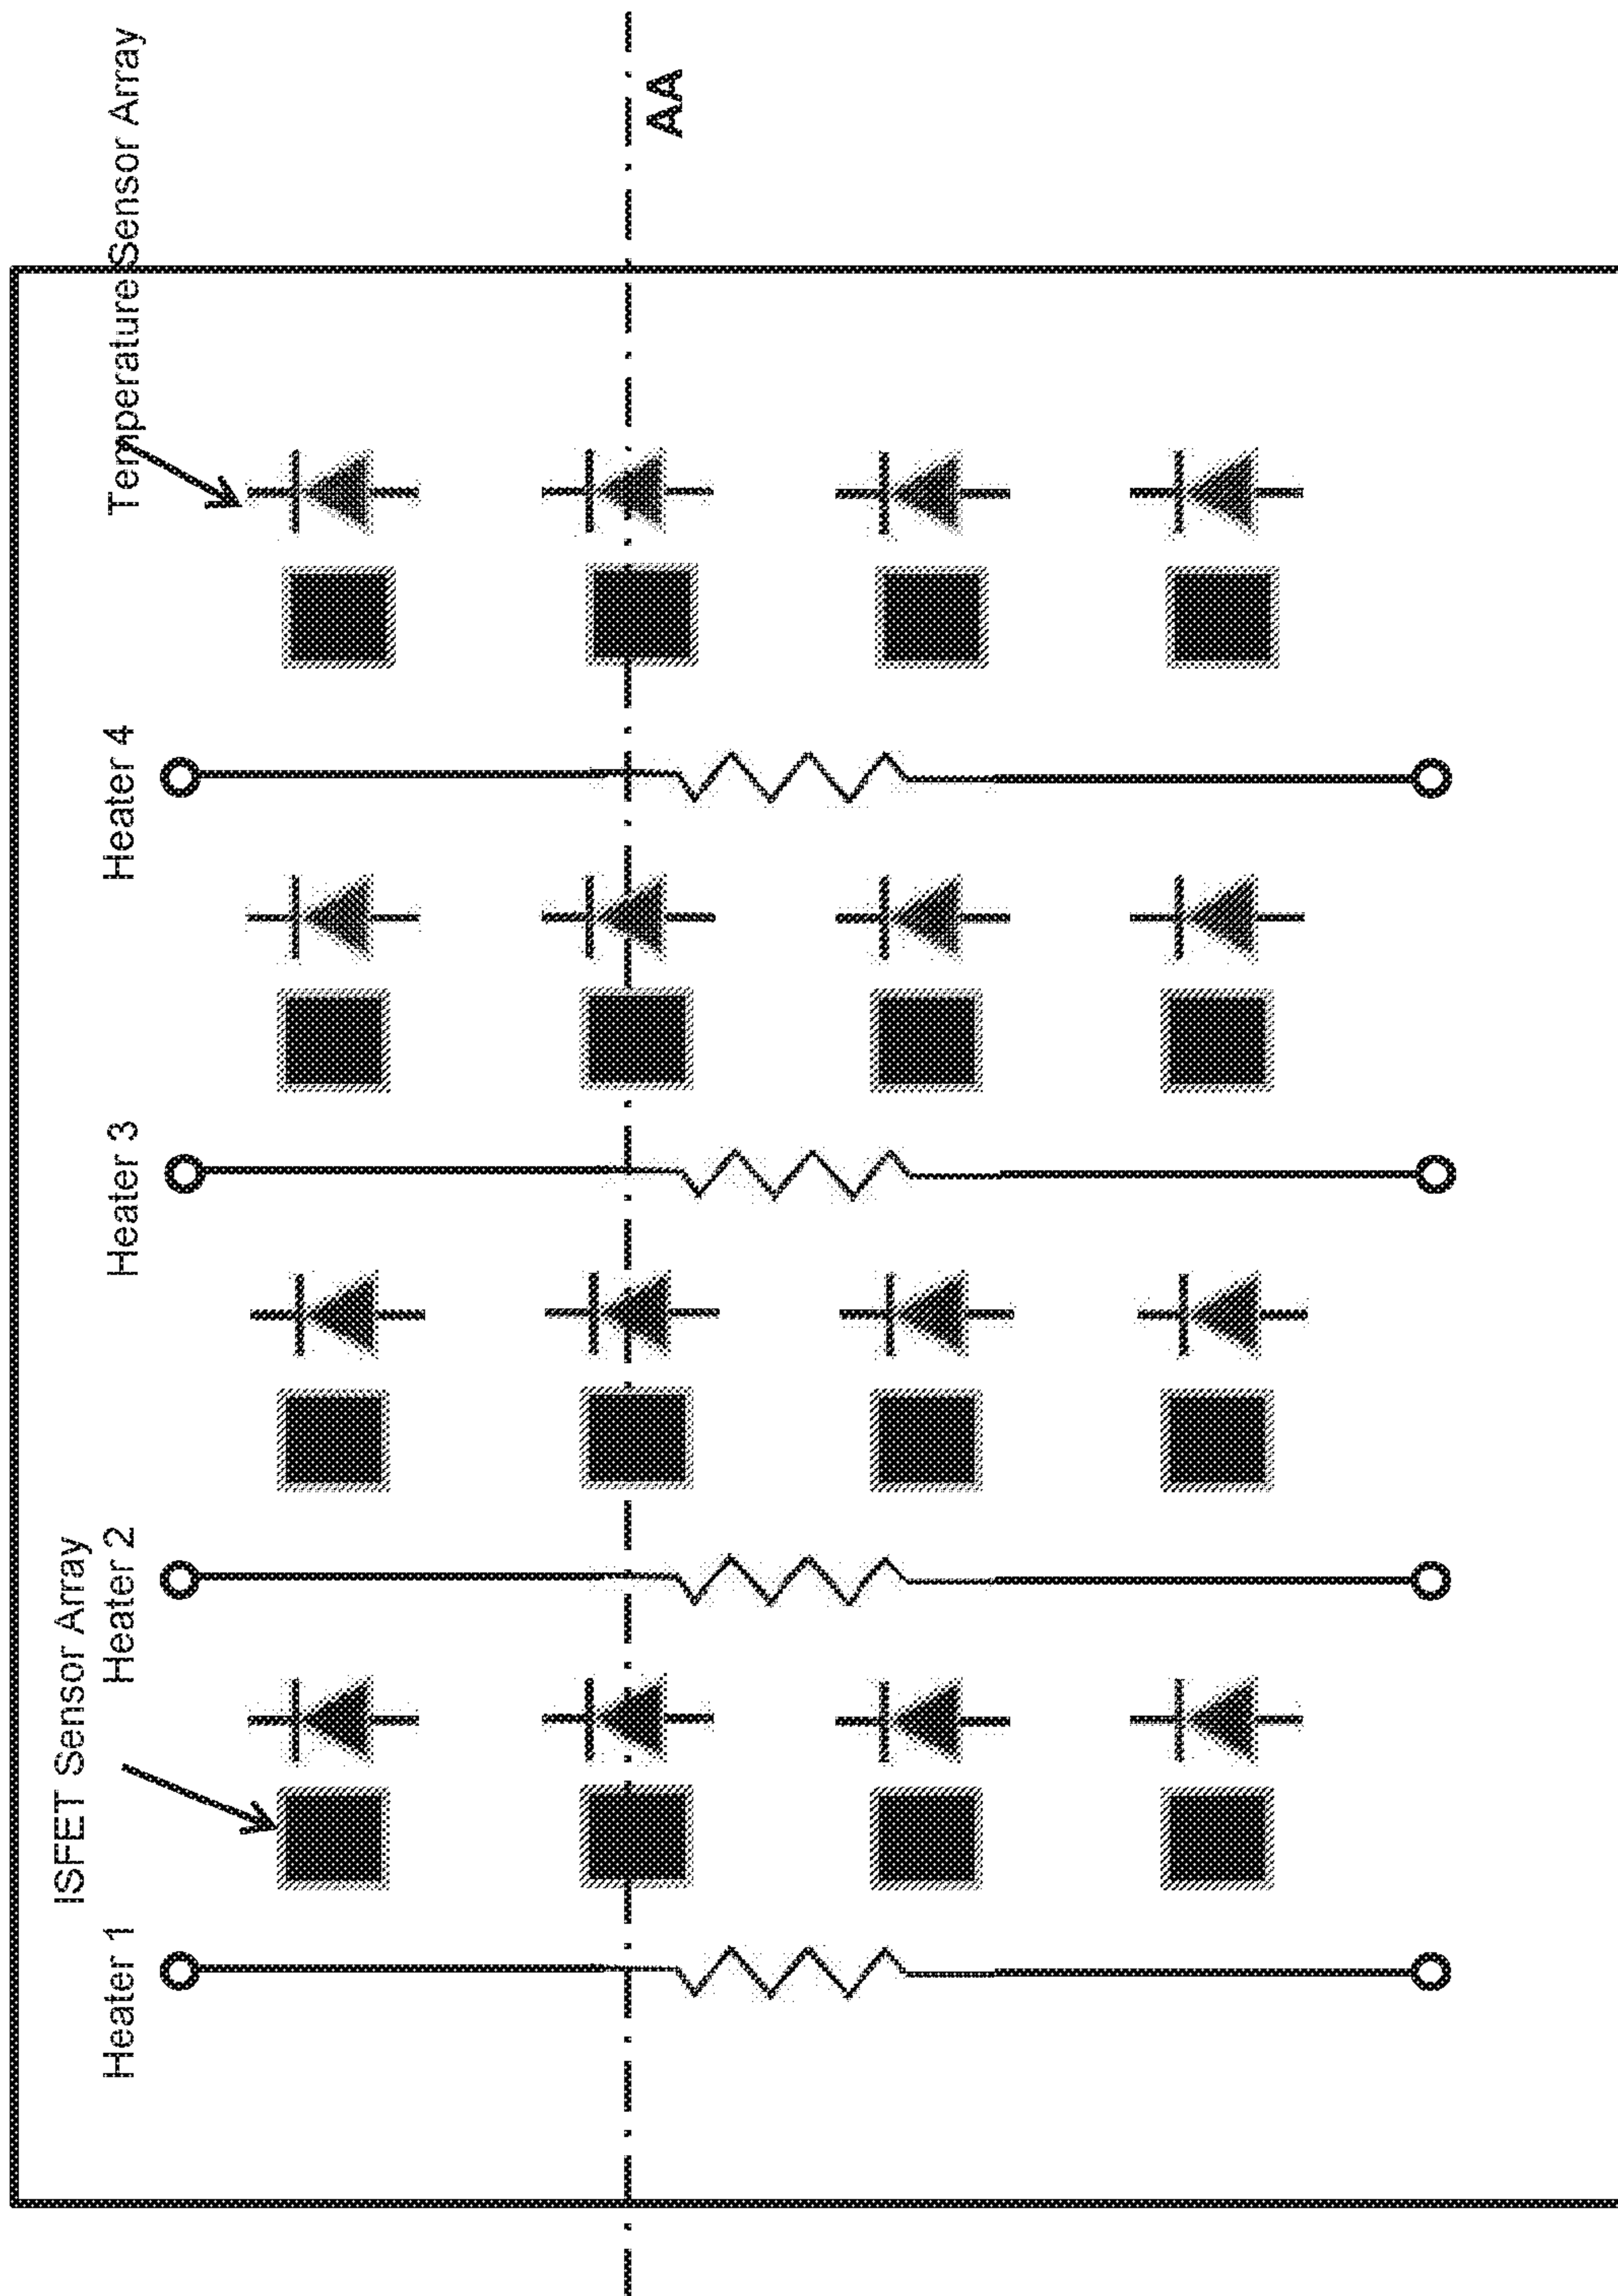 ISFET Sensor Array
Temperature Sensor Array
Heater 1
Heater 2
Heater 3
Heater 4
AA